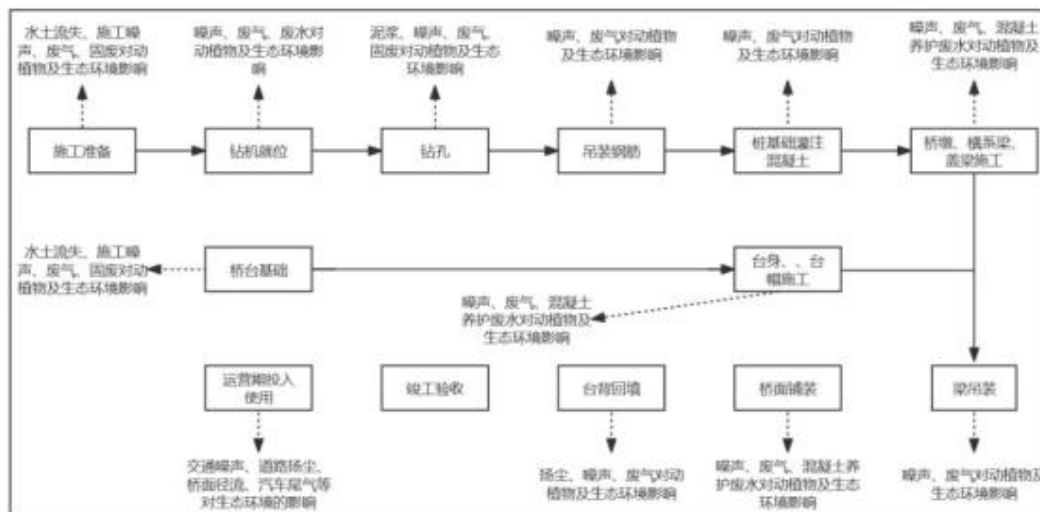 水土流失、施工噪
声、废气、固废对动
植物及生态环境影响
噪声、废气、废水对
动植物及生态环境影
响
泥浆、噪声、废气、
固废对动植物及生态
环境影响
噪声、废气对动植物
及生态环境影响
噪声、废气对动植物
及生态环境影响
噪声、废气、混凝土
养护废水对动植物及
生态环境影响
施工准备
钻机就位
钻孔
吊装钢筋
桩基础灌注
混凝土
桥墩、横系梁、
盖梁施工
水土流失、施工噪
声、废气、固废对动
植物及生态环境影响
桥台基础
台身、、台
帽施工
噪声、废气、混凝土
养护废水对动植物及
生态环境影响
运营期投入
使用
竣工验收
台背回填
桥面铺装
梁吊装
交通噪声、道路扬尘、
桥面径流、汽车尾气等
对生态环境的影响
扬尘、噪声、废气对动
植物及生态环境影响
噪声、废气、混凝土养
护废水对动植物及生态
环境影响
噪声、废气对动植物及
生态环境影响